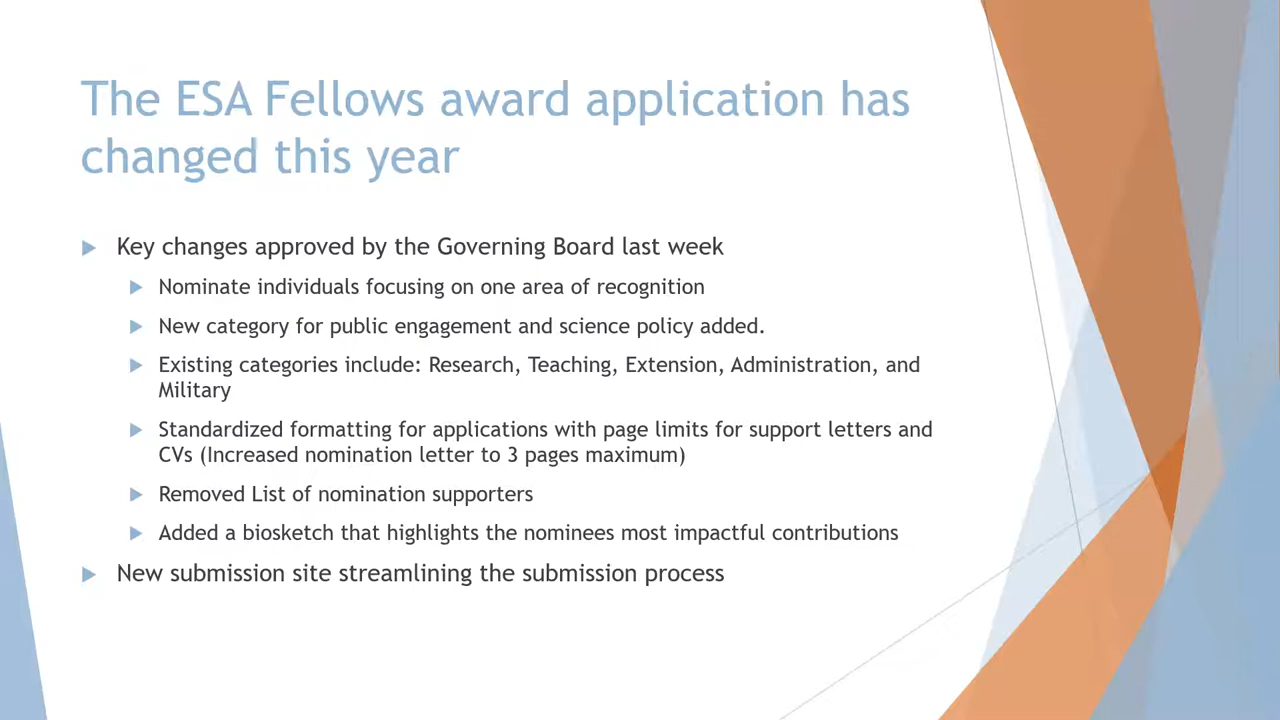 The ESA Fellows award application has
changed this year
Key changes approved by the Governing Board last week
Nominate individuals focusing on one area of recognition
New category for public engagement and science policy added.
Existing categories include: Research, Teaching, Extension, Administration, and
Military
Standardized formatting for applications with page limits for support letters and
CVs (Increased nomination letter to 3 pages maximum)
Removed List of nomination supporters
Added a biosketch that highlights the nominees most impactful contributions
New submission site streamlining the submission process